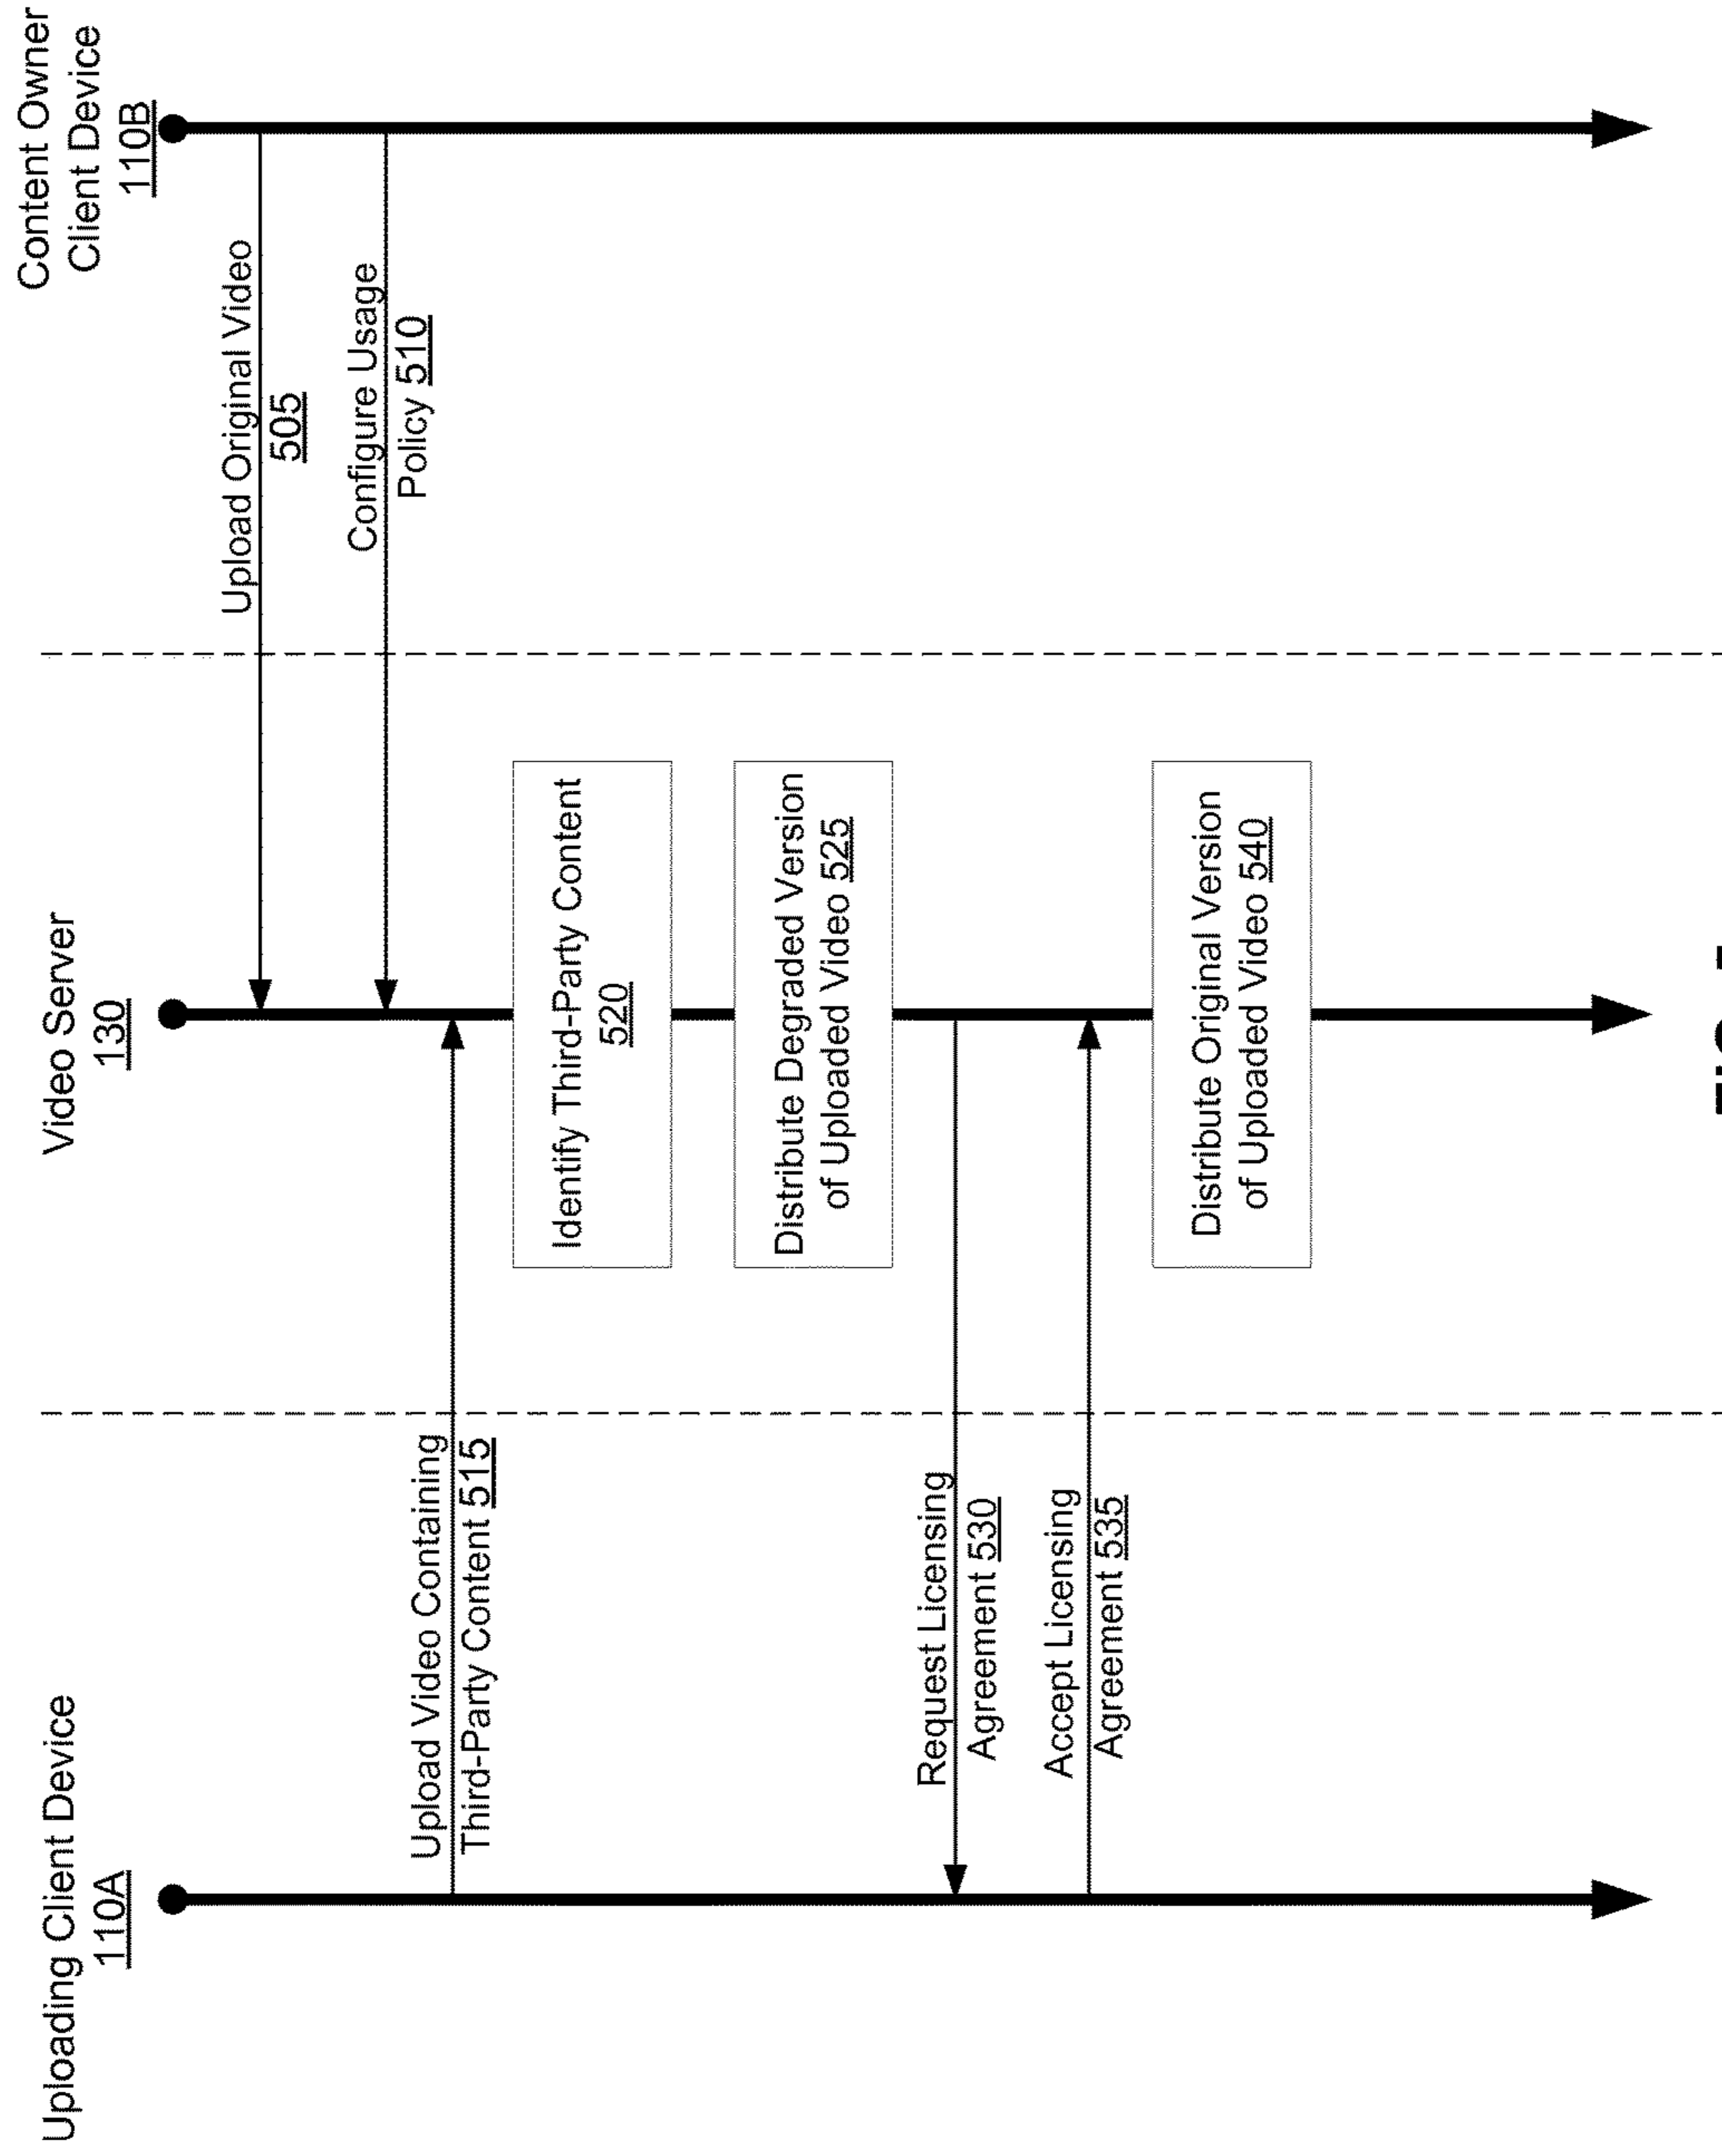 Uploading Client Device
110A
Video Server
130
Content Owner
Client Device
110B
Upload Original Video
505
Configure Usage
Policy 510
Upload Video Containing
Third-Party Content 515
Identify Third-Party Content
520
Distribute Degraded Version
of Uploaded Video 525
Request Licensing
Agreement 530
Accept Licensing
Agreement 535
Distribute Original Version
of Uploaded Video 540